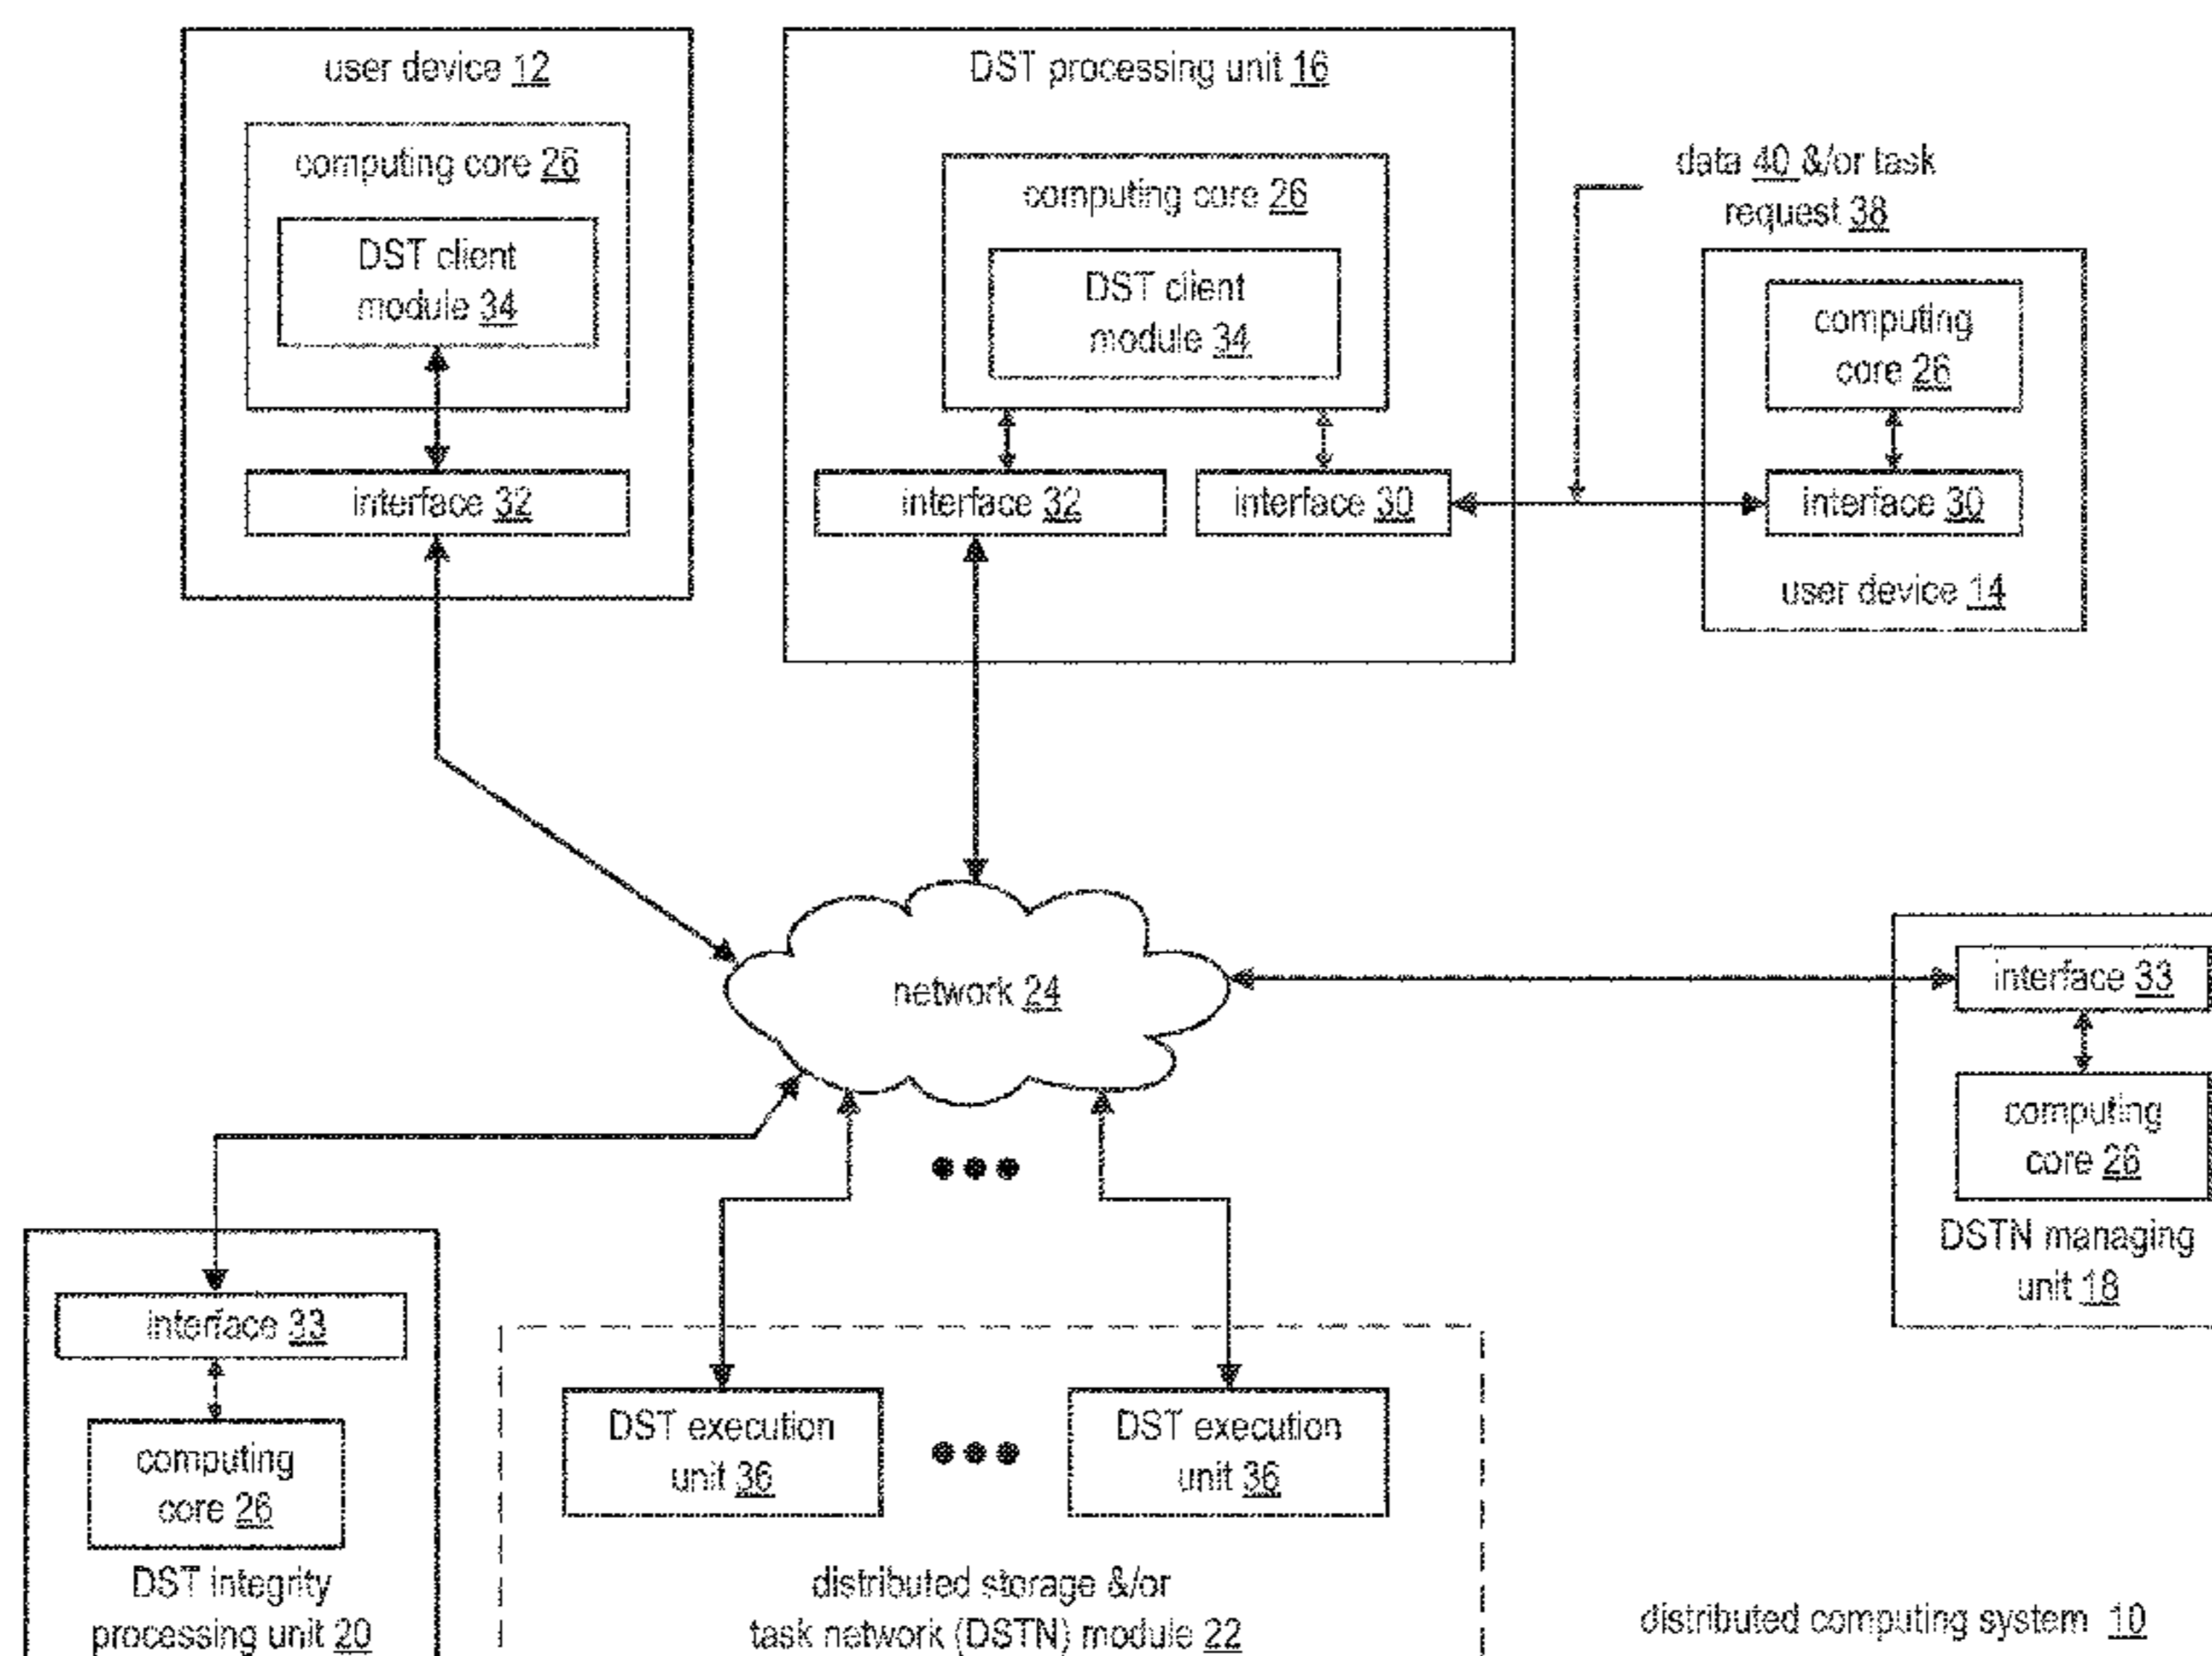 user device 12
computing core 26
DST client
module 34
interface 32
DST processing unit 16
computing core 26
DST client
module 34
interface 32
interface 30
data 40 &/or task
request 38
computing
core 26
interface 30
user device 14
network 24
interface 33
computing
core 26
DSTN managing
unit 18
interface 33
computing
core 26
DST integrity
processing unit 20
DST execution
unit 36
DST execution
unit 36
distributed storage &/or
task network (DSTN) module 22
distributed computing system 10